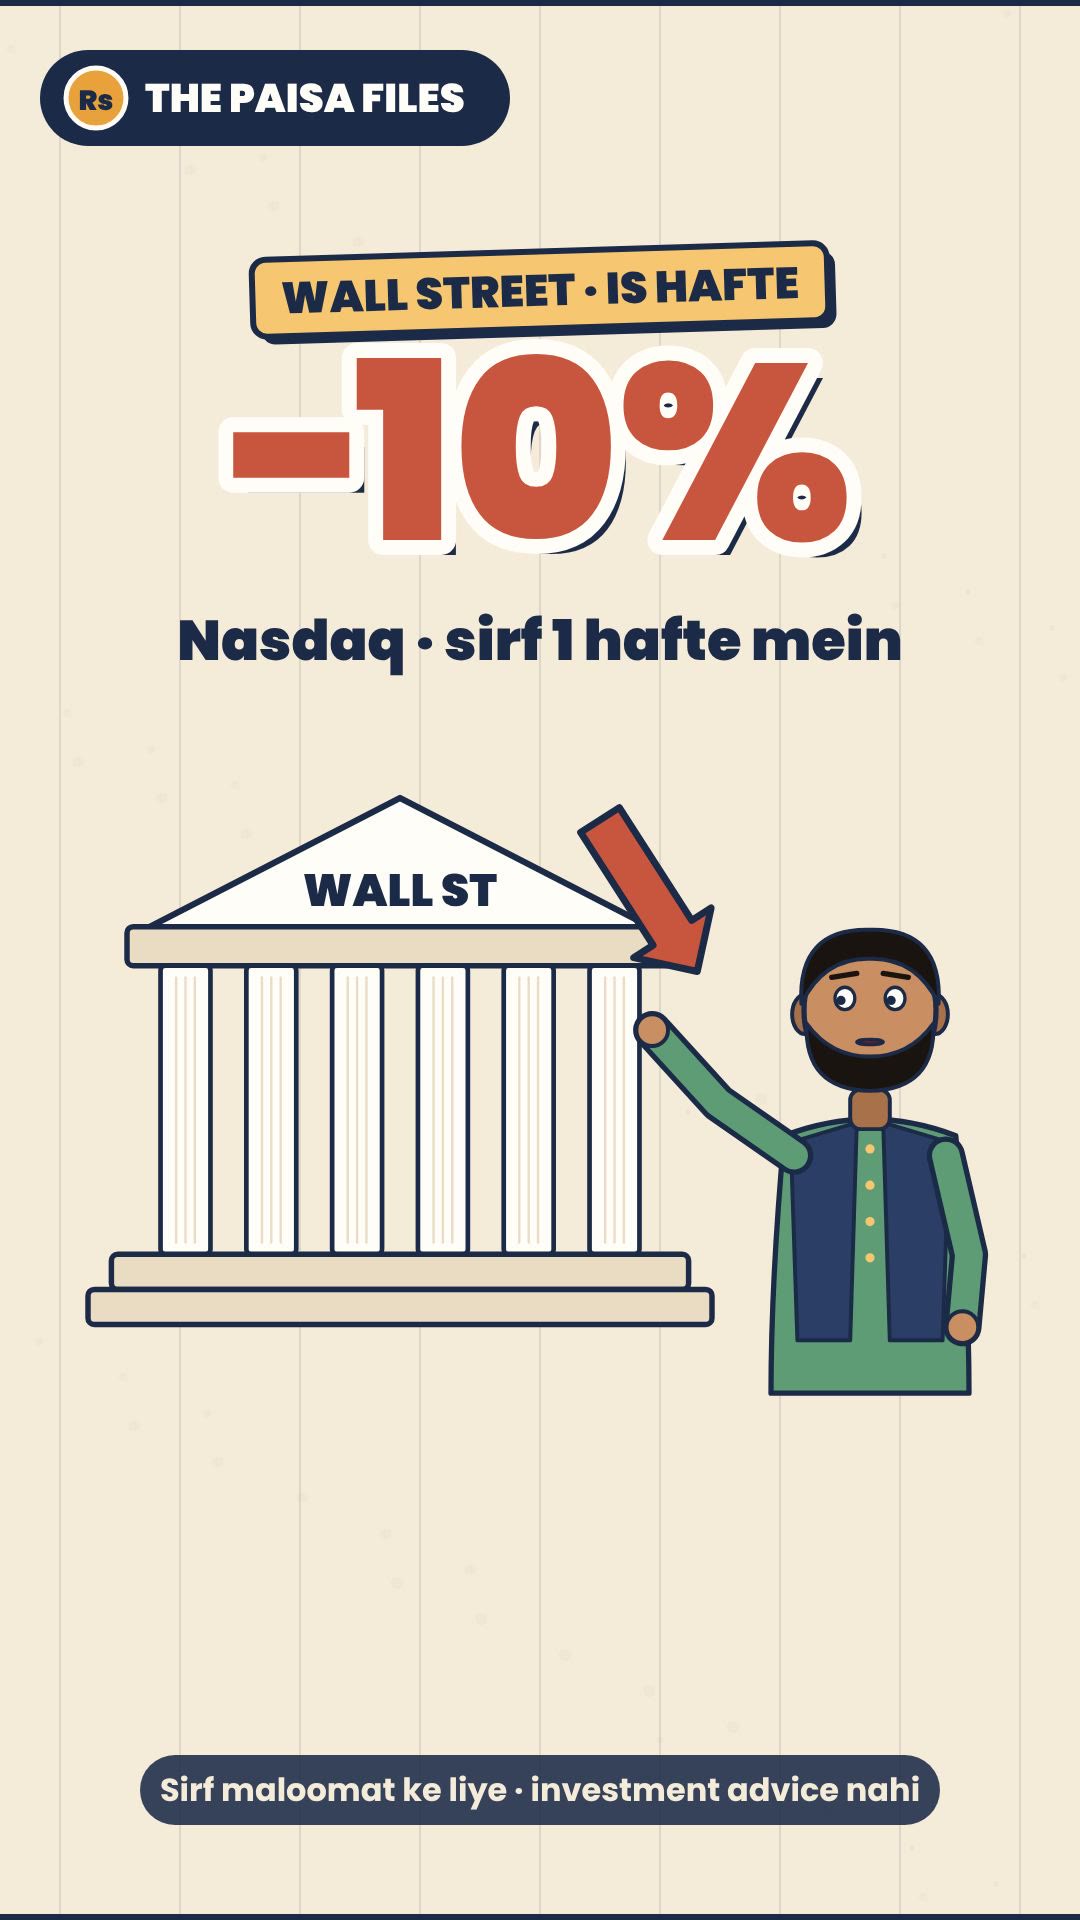 Rs THE PAISA FILES
WALL STREET · IS HAFTE
-10%
Nasdaq · sirf 1 hafte mein
WALL ST
Sirf maloomat ke liye · investment advice nahi